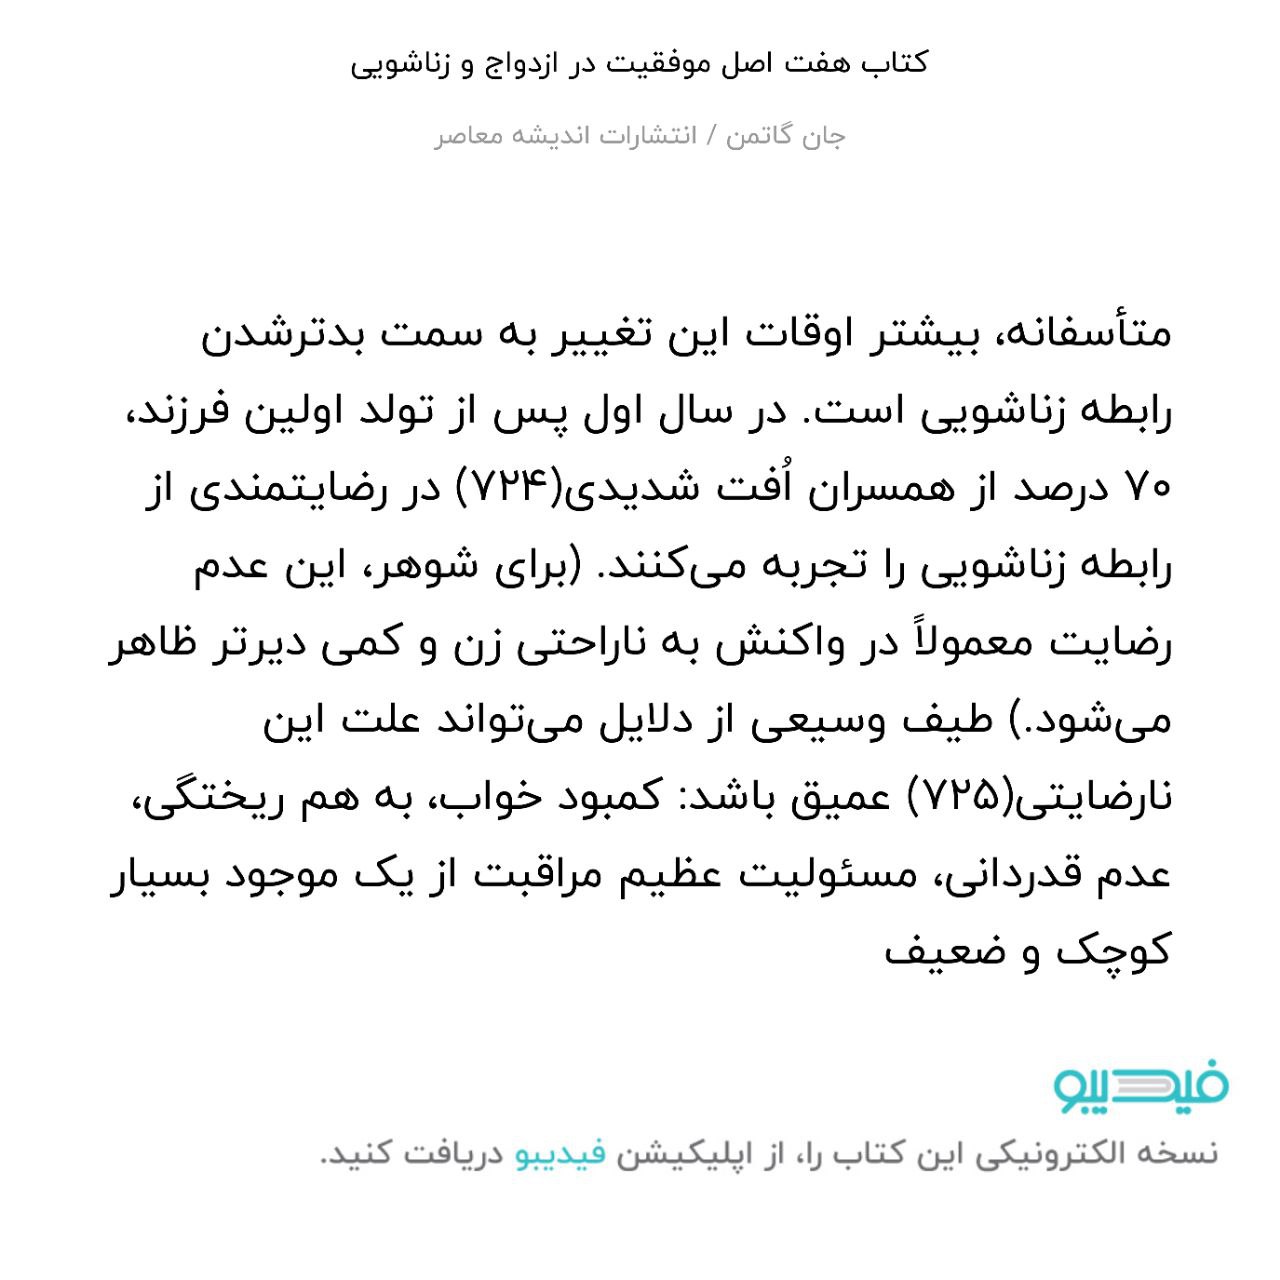 کتاب هفت اصل موفقیت در ازدواج و زناشویی
جان گاتمن / انتشارات اندیشه معاصر
متأسفانه، بیشتر اوقات این تغییر به سمت بدترشدن
رابطه زناشویی است. در سال اول پس از تولد اولین فرزند،
۷۰ درصد از همسران اُفت شدیدی(۷۲۴) در رضایتمندی از
رابطه زناشویی را تجربه می‌کنند. (برای شوهر، این عدم
رضایت معمولاً در واکنش به ناراحتی زن و کمی دیرتر ظاهر
می‌شود.) طیف وسیعی از دلایل می‌تواند علت این
نارضایتی(۷۲۵) عمیق باشد: کمبود خواب، به هم ریختگی،
عدم قدردانی، مسئولیت عظیم مراقبت از یک موجود بسیار
کوچک و ضعیف
فیدیبو
نسخه الکترونیکی این کتاب را، از اپلیکیشن فیدیبو دریافت کنید.